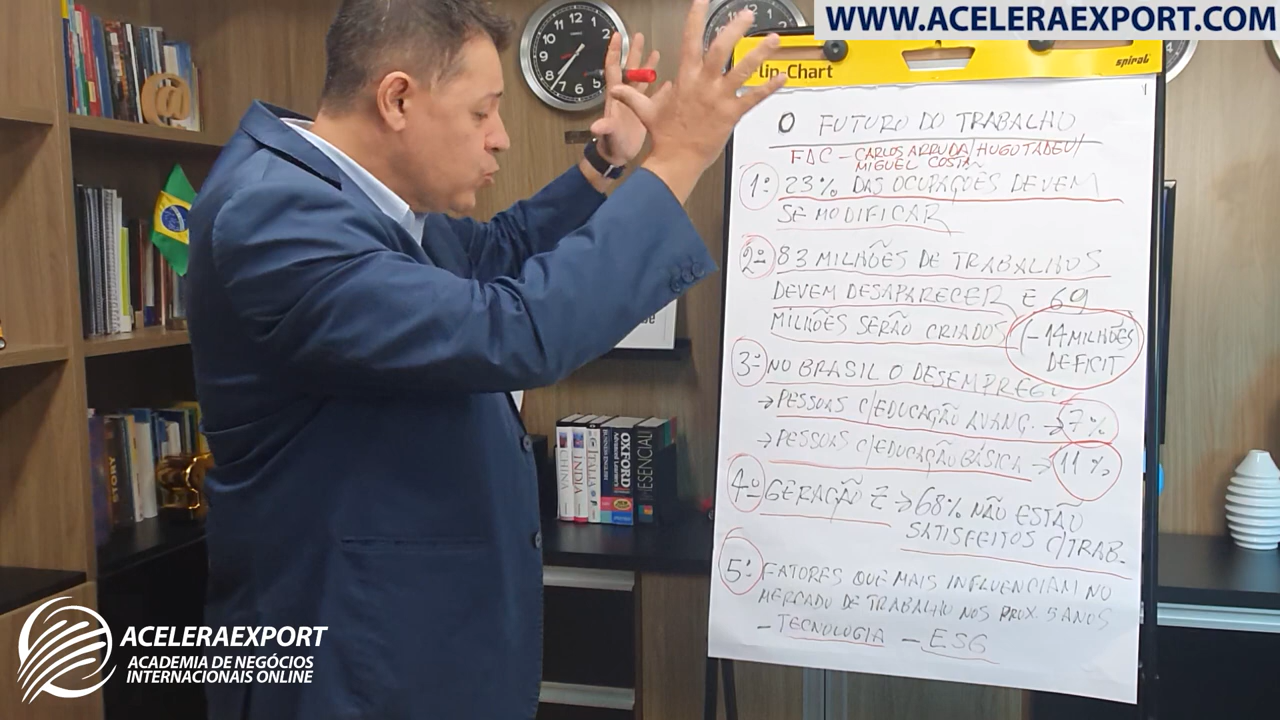 WWW.ACELERAEXPORT.COM
lip-Chart
spiral
O FUTURO DO TRABALHO
FDC - CARLOS ARRUDA/HUGO TADEU/
MIGUEL COSTA
1º 23% DAS OCUPAÇÕES DEVEM
SE MODIFICAR
2º 83 MILHÕES DE TRABALHOS
DEVEM DESAPARECER E 69
MILHÕES SERÃO CRIADOS (-14 MILHÕES
DEFICIT
3º NO BRASIL O DESEMPREGO
→ PESSOAS C/EDUCAÇÃO AVANÇ. → 7%
→ PESSOAS C/EDUCAÇÃO BÁSICA → 11%
4º GERAÇÃO Z → 68% NÃO ESTÃO
SATISFEITOS C/TRAB.
5º FATORES QUE MAIS INFLUENCIAM NO
MERCADO DE TRABALHO NOS PROX. 5 ANOS
- TECNOLOGIA - ESG
CHINA
INDIA
ITALIA
BUSINESS ENGLISH
OXFORD
ESSENCIAL
STORY
ACELERAEXPORT
ACADEMIA DE NEGÓCIOS
INTERNACIONAIS ONLINE